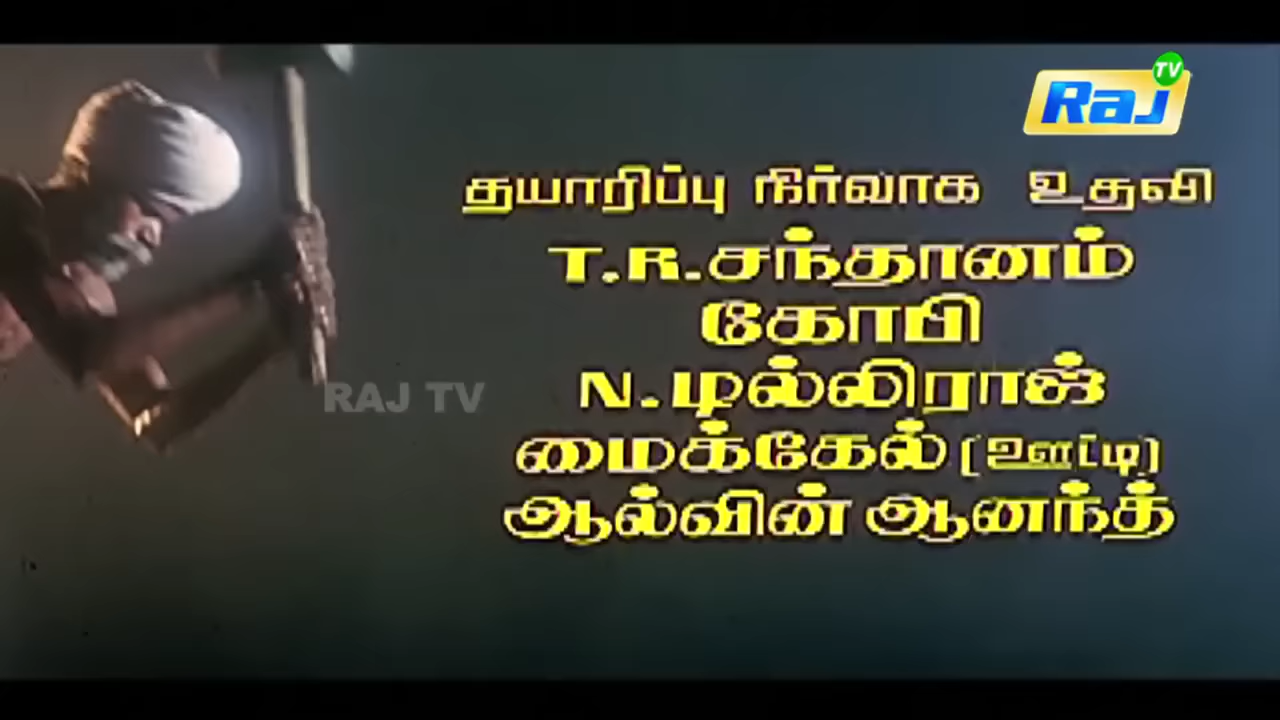 Raj TV
தயாரிப்பு நிர்வாக உதவி
T.R.சந்தானம்
கோபி
RAJ TV
N.டில்லிராஜ்
மைக்கேல் (ஊட்டி)
ஆல்வின் ஆனந்த்